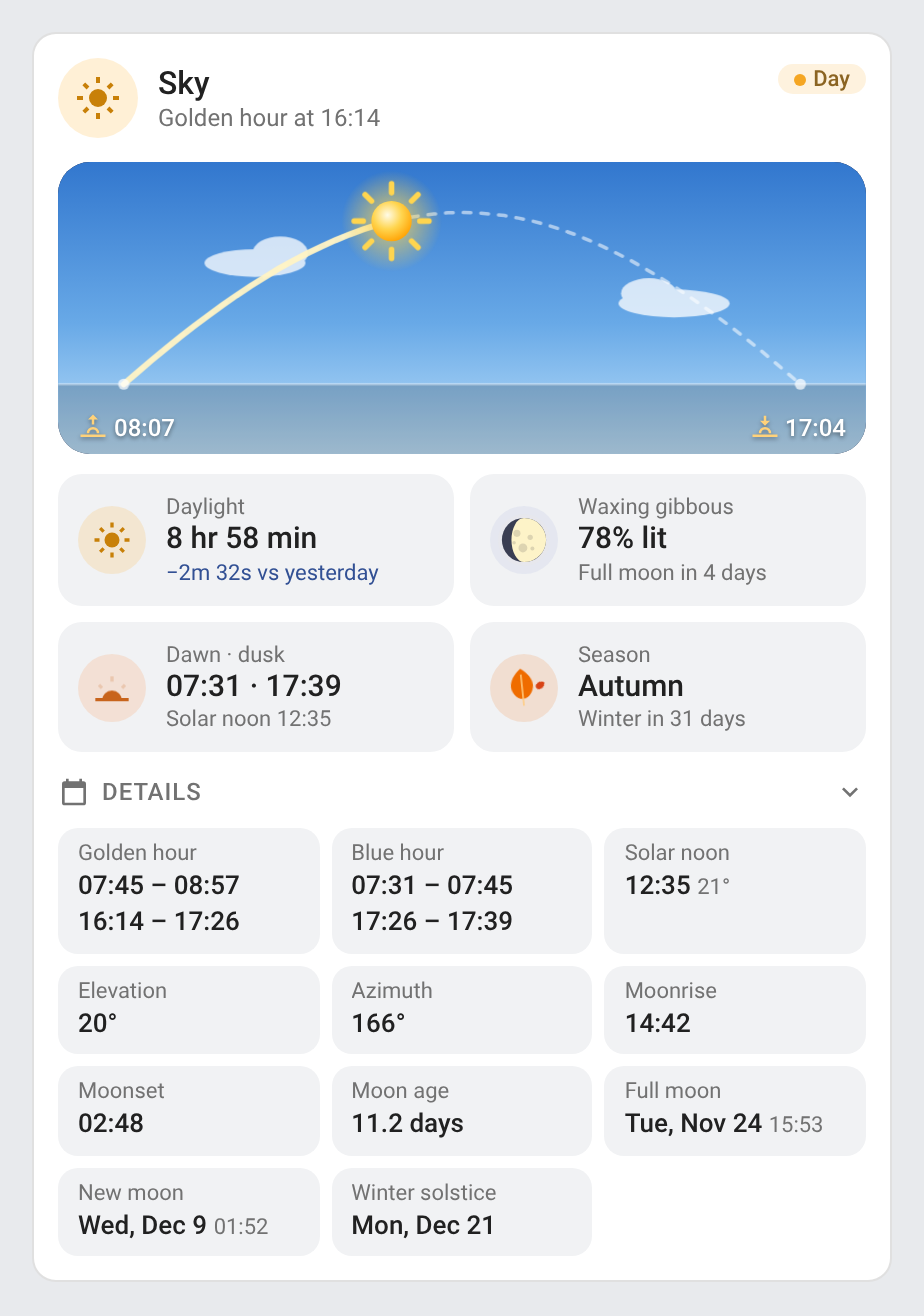 Sky
Golden hour at 16:14
Day
08:07
17:04
Daylight
8 hr 58 min
−2m 32s vs yesterday
Waxing gibbous
78% lit
Full moon in 4 days
Dawn · dusk
07:31 · 17:39
Solar noon 12:35
Season
Autumn
Winter in 31 days
DETAILS
Golden hour
07:45 – 08:57
16:14 – 17:26
Blue hour
07:31 – 07:45
17:26 – 17:39
Solar noon
12:35 21°
Elevation
20°
Azimuth
166°
Moonrise
14:42
Moonset
02:48
Moon age
11.2 days
Full moon
Tue, Nov 24 15:53
New moon
Wed, Dec 9 01:52
Winter solstice
Mon, Dec 21